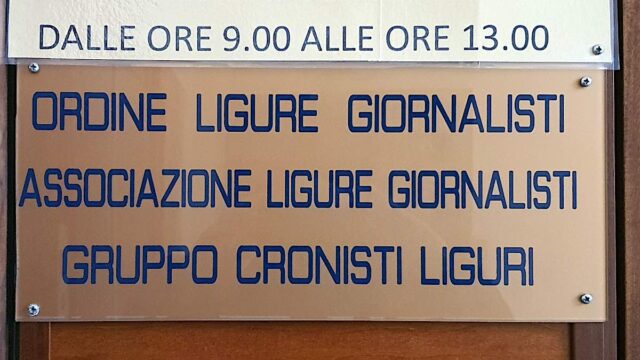 DALLE ORE 9.00 ALLE ORE 13.00
ORDINE LIGURE GIORNALISTI
ASSOCIAZIONE LIGURE GIORNALISTI
GRUPPO CRONISTI LIGURI